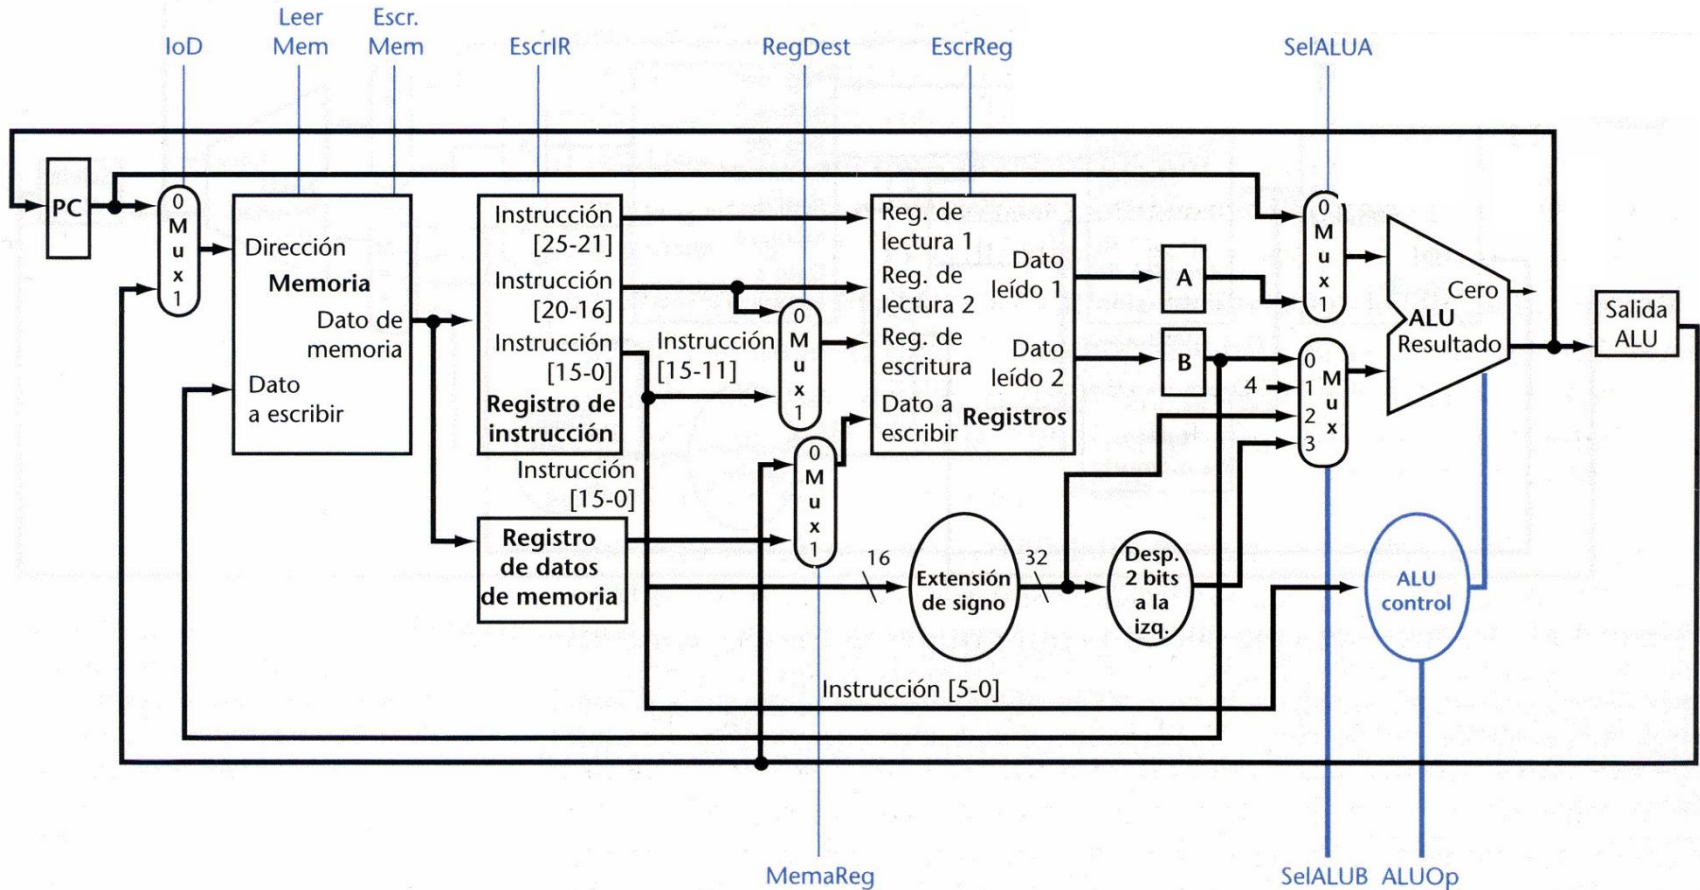 Leer
Mem
Escr.
Mem
IoD
EscrIR
RegDest
EscrReg
SelALUA
PC
0
M
u
x
1
Dirección
Memoria
Dato de
memoria
Dato
a escribir
Instrucción
[25-21]
Instrucción
[20-16]
Instrucción
[15-0]
Registro de
instrucción
Instrucción
[15-11]
Instrucción
[15-0]
Registro
de datos
de memoria
0
M
u
x
1
0
M
u
x
1
Reg. de
lectura 1
Reg. de
lectura 2
Reg. de
escritura
Dato a
escribir
Registros
Dato
leído 1
Dato
leído 2
A
B
4
0
M
u
x
1
0
1
2
3
M
u
x
Cero
ALU
Resultado
Salida
ALU
16
Extensión
de signo
32
Desp.
2 bits
a la
izq.
ALU
control
Instrucción [5-0]
MemaReg
SelALUB
ALUOp